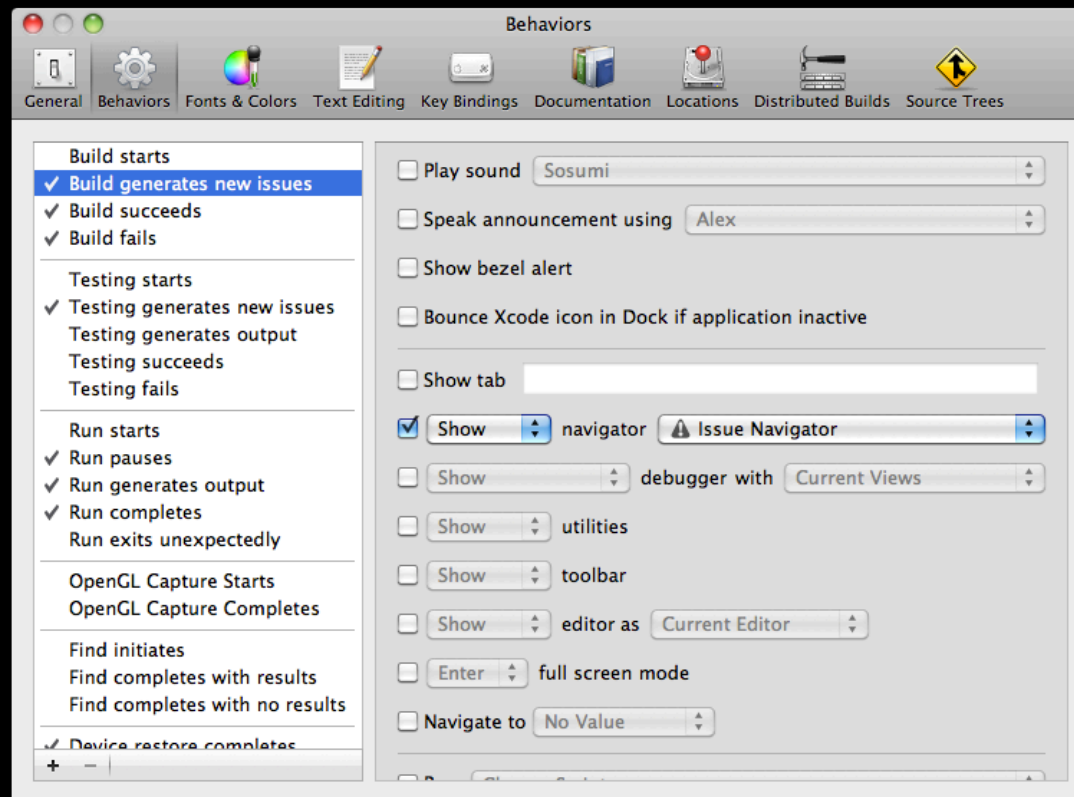 Behaviors
General Behaviors Fonts & Colors Text Editing Key Bindings Documentation Locations Distributed Builds Source Trees
Build starts
Build generates new issues
Build succeeds
Build fails
Testing starts
Testing generates new issues
Testing generates output
Testing succeeds
Testing fails
Run starts
Run pauses
Run generates output
Run completes
Run exits unexpectedly
OpenGL Capture Starts
OpenGL Capture Completes
Find initiates
Find completes with results
Find completes with no results
Device restore completes
Play sound Sosumi
Speak announcement using Alex
Show bezel alert
Bounce Xcode icon in Dock if application inactive
Show tab
Show navigator Issue Navigator
Show debugger with Current Views
Show utilities
Show toolbar
Show editor as Current Editor
Enter full screen mode
Navigate to No Value